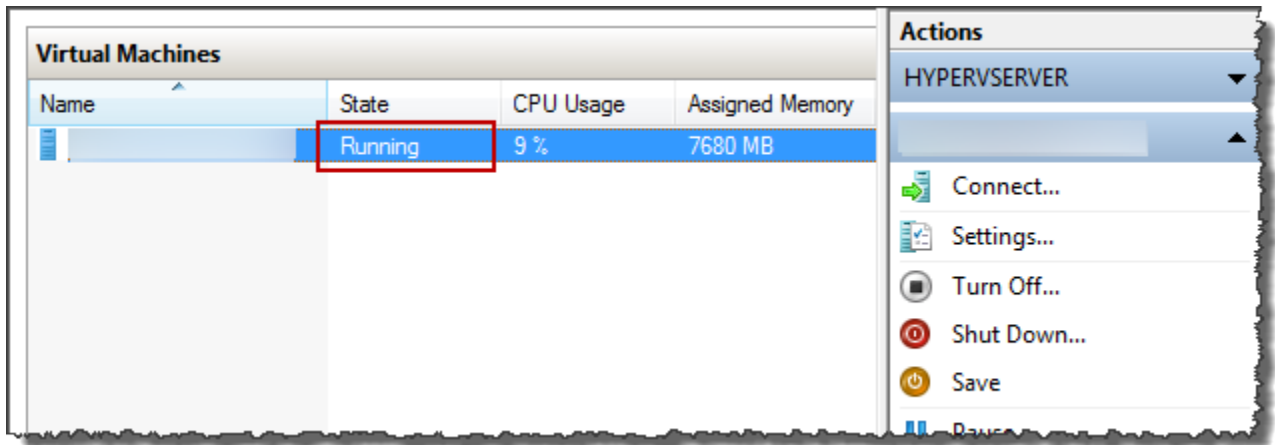 Virtual Machines
Name State CPU Usage Assigned Memory
Running 9 % 7680 MB
Actions
HYPERVSERVER
Connect...
Settings...
Turn Off...
Shut Down...
Save
Pause